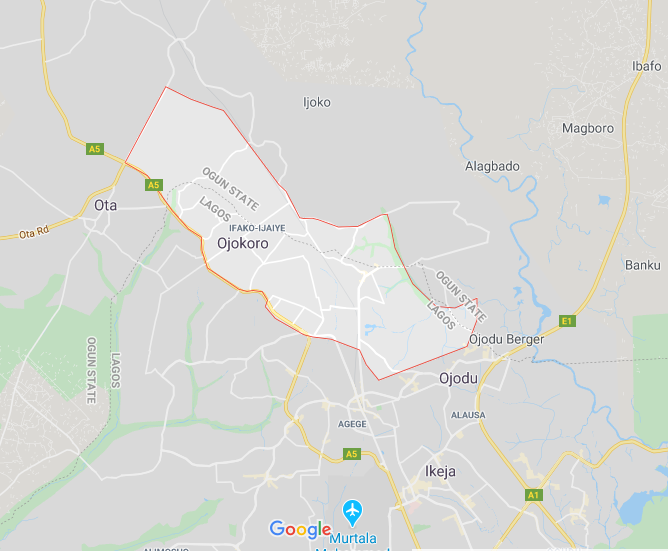 Ibafo
Ijoko
Magboro
A5
Alagbado
OGUN STATE
A5
Ota
LAGOS
IFAKO-IJAIYE
Ota Rd
Ojokoro
Banku
OGUN STATE
LAGOS
E1
OGUN STATE
LAGOS
Ojodu Berger
Ojodu
ALAUSA
AGEGE
A5
Ikeja
A1
Google
Murtala